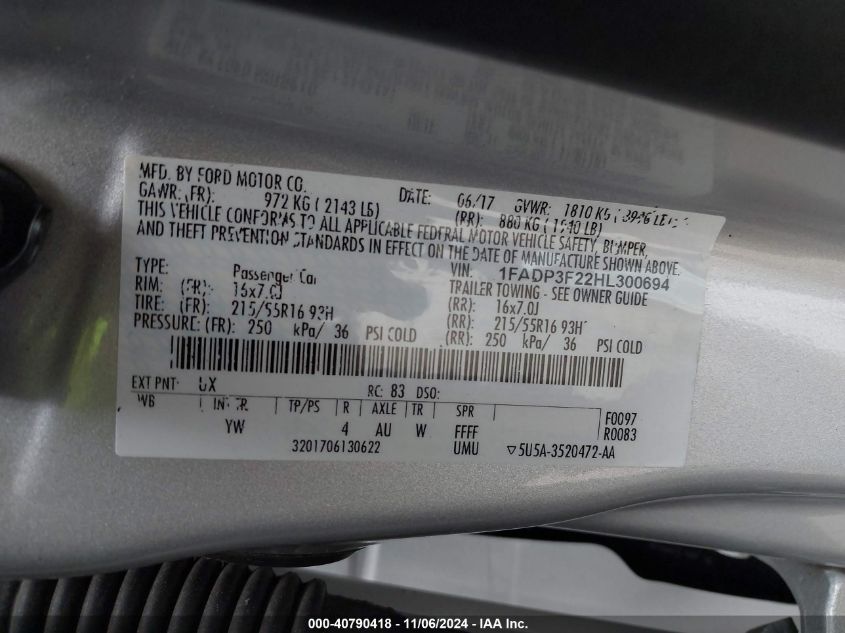 MFD. BY FORD MOTOR CO.
DATE: 06/17 GVWR: 1810 KG
GAWR: (FR): 972 KG (2143 LB) (RR): 880 KG (1940 LB)
THIS VEHICLE CONFORMS TO ALL APPLICABLE FEDERAL MOTOR VEHICLE SAFETY, BUMPER,
AND THEFT PREVENTION STANDARDS IN EFFECT ON THE DATE OF MANUFACTURE SHOWN ABOVE.
VIN: 1FADP3F22HL300694
TYPE: Passenger Car TRAILER TOWING - SEE OWNER GUIDE
RIM: (FR): 16x7.0J (RR): 16x7.0J
TIRE: (FR): 215/55R16 93H (RR): 215/55R16 93H
PRESSURE: (FR): 250 kPa/ 36 PSI COLD (RR): 250 kPa/ 36 PSI COLD
EXT PNT: UX RC: 83 DSO:
WB INT TR TP/PS R AXLE TR SPR F0097
YW 4 AU W FFFF R0083
3201706130622 UMU ▽5U5A-3520472-AA
000-40790418 - 11/06/2024 - IAA Inc.